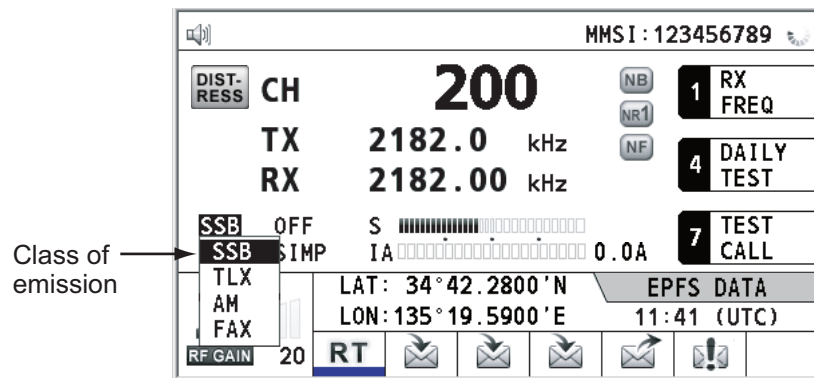 MMSI:123456789
DIST-
RESS
CH 200
NB
1 RX
FREQ
NR1
TX 2182.0 kHz
NF
4 DAILY
TEST
RX 2182.00 kHz
SSB OFF S
7 TEST
CALL
Class of
emission
SSB
SIMP IA 0.0A
TLX
AM
FAX
LAT: 34°42.2800'N
EPFS DATA
LON:135°19.5900'E
11:41 (UTC)
RF GAIN 20 RT